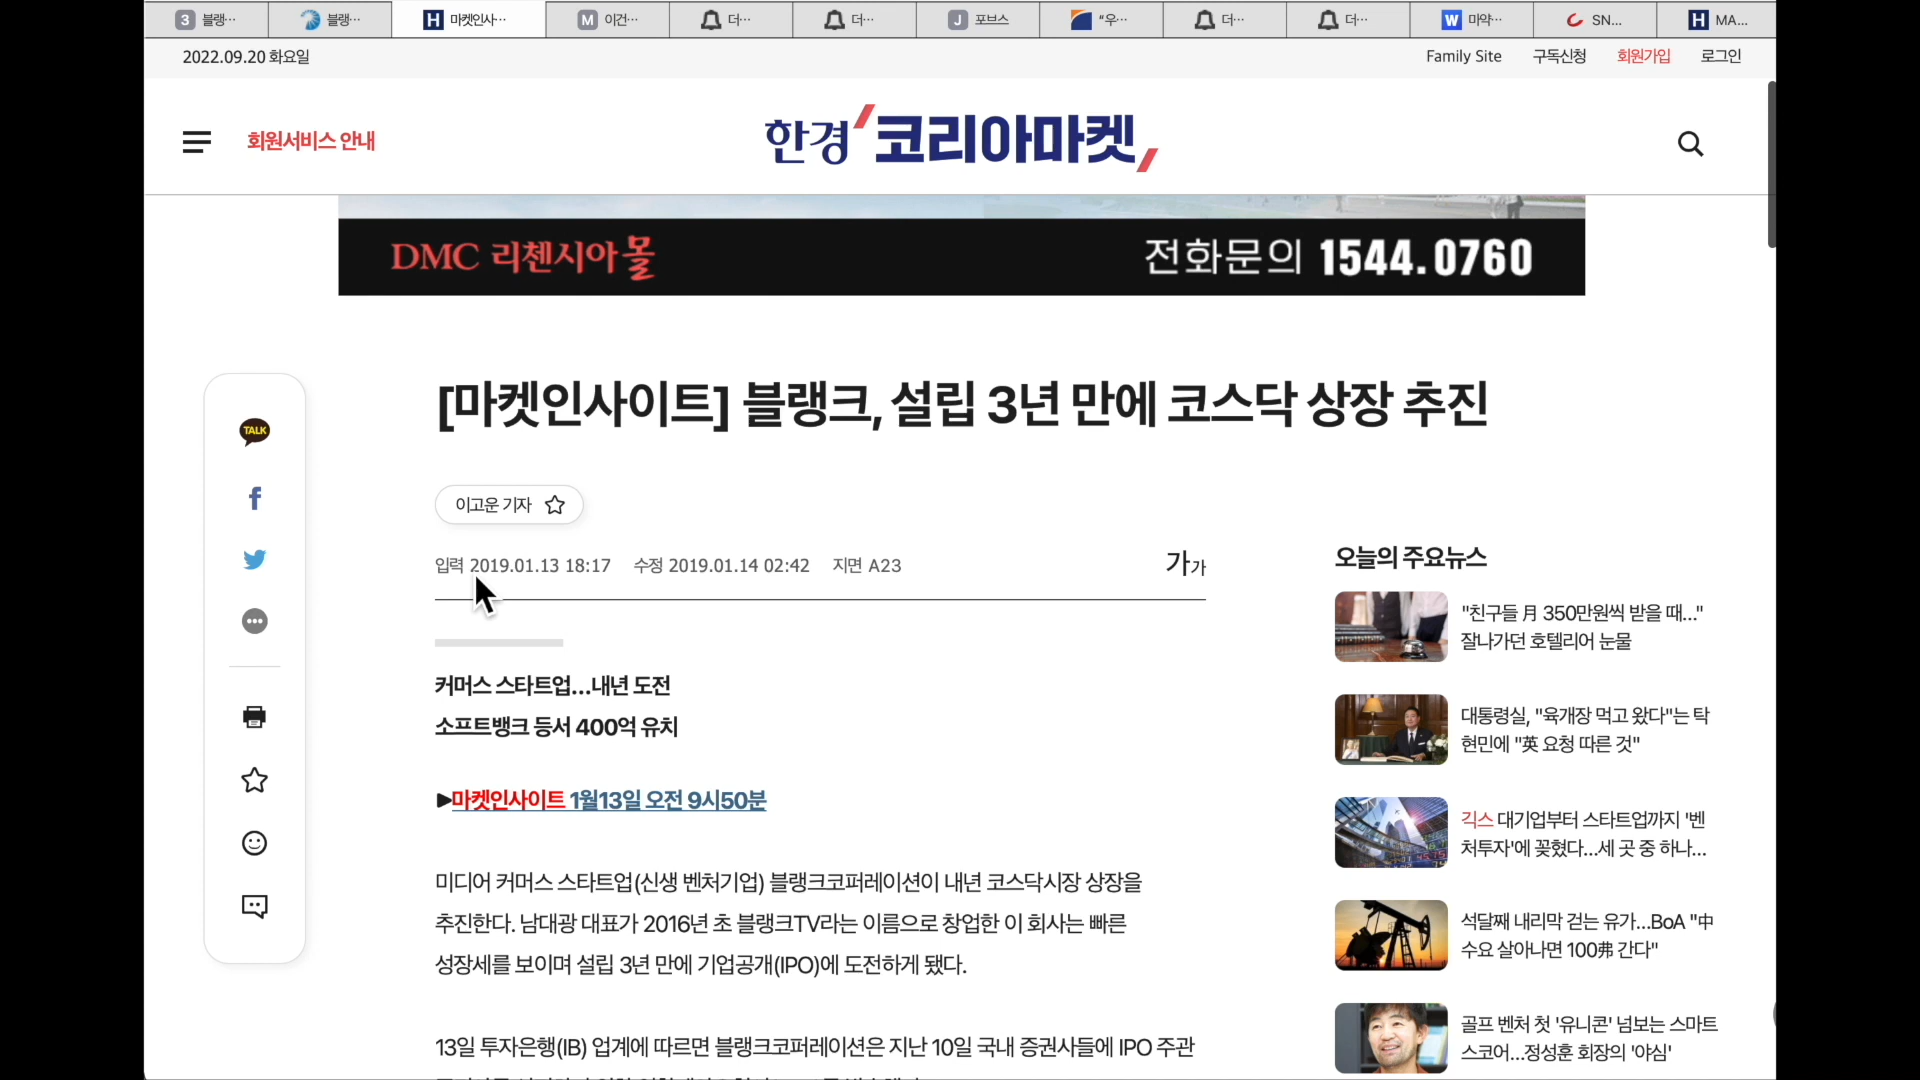 3 블랭…
블랭…
H 마켓인사…
M 이건…
더…
더…
J 포브스
“우…
더…
더…
W 마약…
SN...
H MA...
2022.09.20 화요일
Family Site 구독신청 회원가입 로그인
회원서비스 안내
한경 코리아마켓
DMC 리첸시아몰
전화문의 1544.0760
[마켓인사이트] 블랭크, 설립 3년 만에 코스닥 상장 추진
이고운 기자
입력 2019.01.13 18:17 수정 2019.01.14 02:42 지면 A23
가가
TALK
커머스 스타트업…내년 도전
소프트뱅크 등서 400억 유치
▶마켓인사이트 1월13일 오전 9시50분
미디어 커머스 스타트업(신생 벤처기업) 블랭크코퍼레이션이 내년 코스닥시장 상장을
추진한다. 남대광 대표가 2016년 초 블랭크TV라는 이름으로 창업한 이 회사는 빠른
성장세를 보이며 설립 3년 만에 기업공개(IPO)에 도전하게 됐다.
13일 투자은행(IB) 업계에 따르면 블랭크코퍼레이션은 지난 10일 국내 증권사들에 IPO 주관
오늘의 주요뉴스
"친구들 月 350만원씩 받을 때…"
잘나가던 호텔리어 눈물
대통령실, "육개장 먹고 왔다"는 탁
현민에 "英 요청 따른 것"
긱스 대기업부터 스타트업까지 '벤
처투자'에 꽂혔다…세 곳 중 하나…
석달째 내리막 걷는 유가…BoA "中
수요 살아나면 100弗 간다"
골프 벤처 첫 '유니콘' 넘보는 스마트
스코어…정성훈 회장의 '야심'